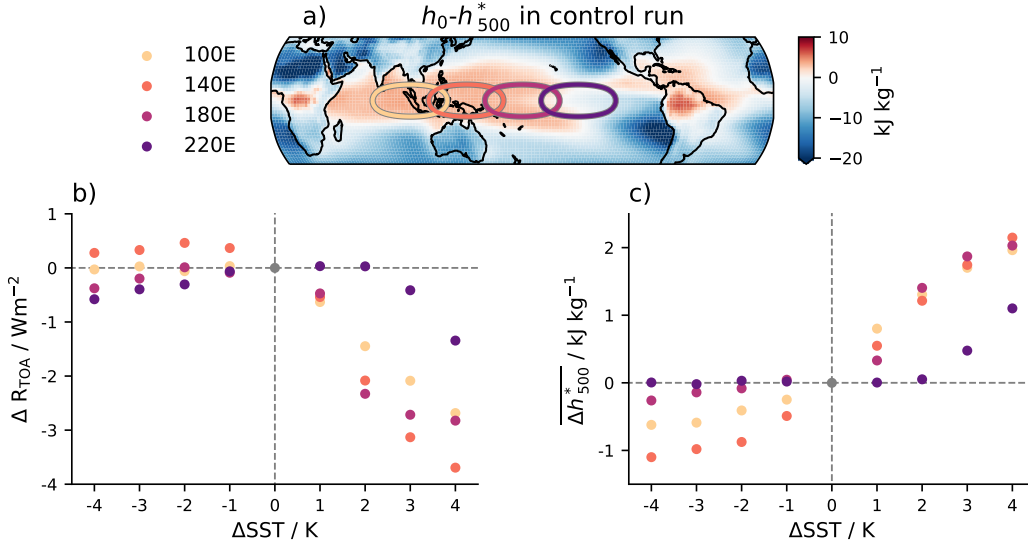 a) h₀-h*₅₀₀ in control run
100E
140E
180E
220E
10
0
-10
-20
kJ kg⁻¹
b)
1
0
-1
-2
-3
-4
Δ R_TOA / Wm⁻²
-4 -3 -2 -1 0 1 2 3 4
ΔSST / K
c)
2
1
0
-1
Δh*₅₀₀ / kJ kg⁻¹
-4 -3 -2 -1 0 1 2 3 4
ΔSST / K